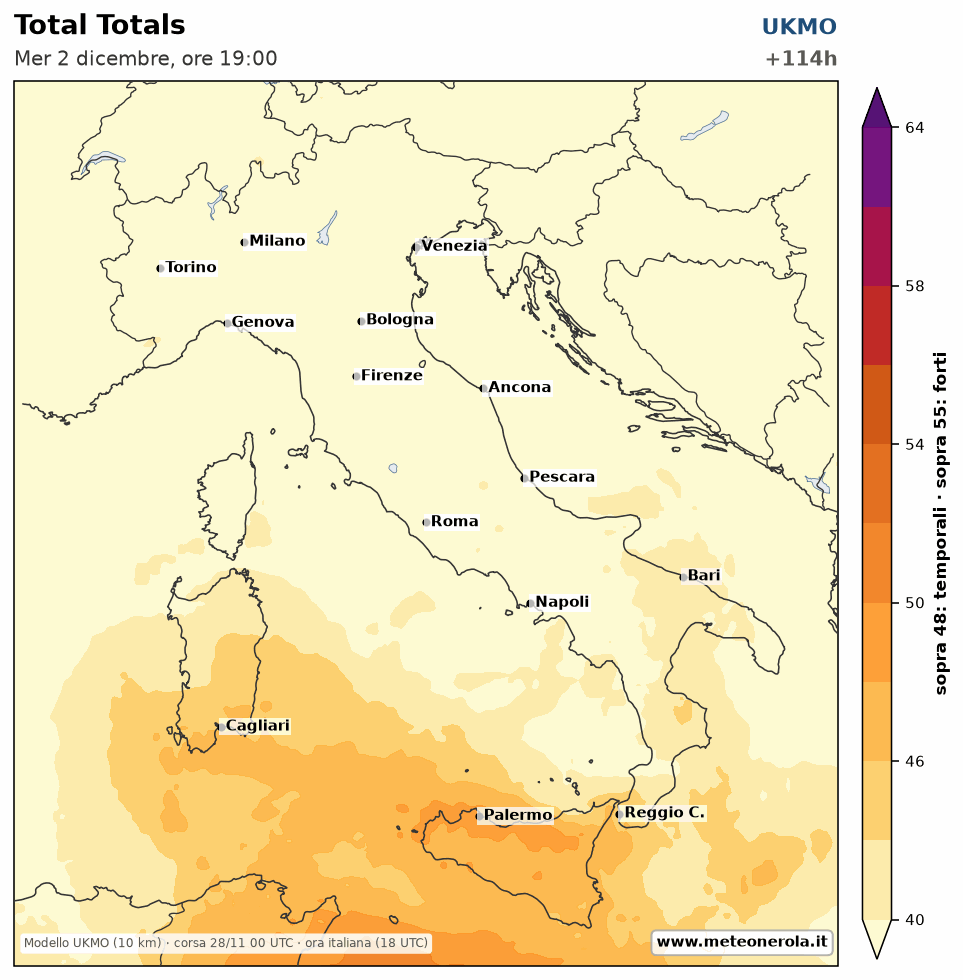 Total Totals
UKMO
Mer 2 dicembre, ore 19:00
+114h
Milano
Venezia
Torino
Genova
Bologna
Firenze
Ancona
Pescara
Roma
Bari
Napoli
Cagliari
Palermo
Reggio C.
64
58
54
50
46
40
sopra 48: temporali · sopra 55: forti
Modello UKMO (10 km) · corsa 28/11 00 UTC · ora italiana (18 UTC)
www.meteonerola.it